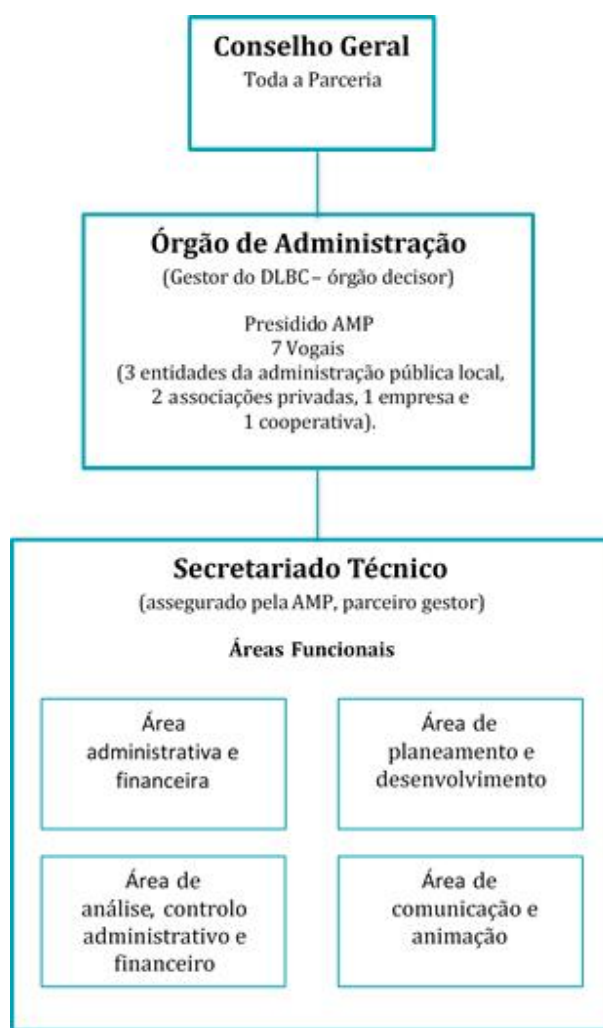 Conselho Geral
Toda a Parceria
Órgão de Administração
(Gestor do DLBC – órgão decisor)
Presidido AMP
7 Vogais
(3 entidades da administração pública local,
2 associações privadas, 1 empresa e
1 cooperativa).
Secretariado Técnico
(assegurado pela AMP, parceiro gestor)
Áreas Funcionais
Área
administrativa e
financeira
Área de
planeamento e
desenvolvimento
Área de
análise, controlo
administrativo e
financeiro
Área de
comunicação e
animação